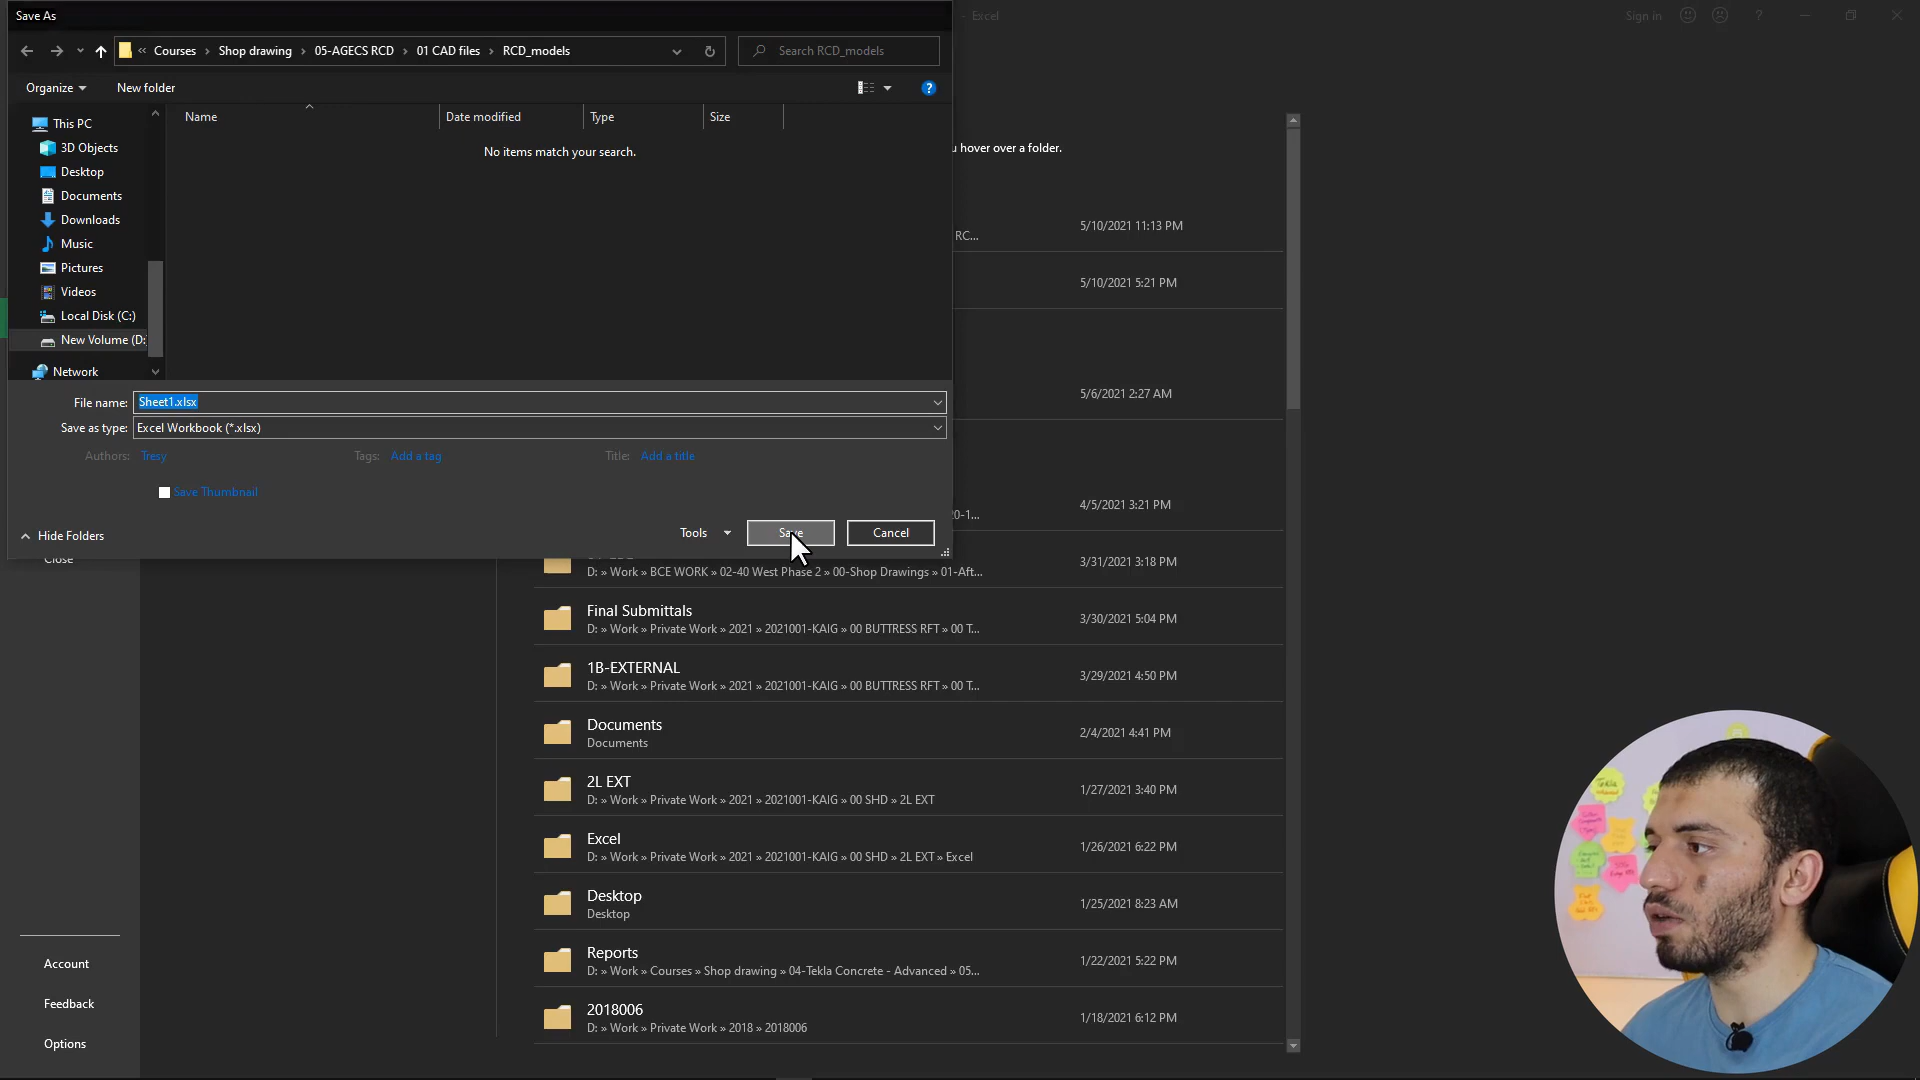 Save As
- Excel
Sign in
?
« Courses > Shop drawing > 05-AGECS RCD > 01 CAD files > RCD_models
Search RCD_models
Organize
New folder
?
This PC
3D Objects
Desktop
Documents
Downloads
Music
Pictures
Videos
Local Disk (C:)
New Volume (D:
Network
Name
Date modified
Type
Size
No items match your search.
File name: Sheet1.xlsx
Save as type: Excel Workbook (*.xlsx)
Authors: Tresy
Tags: Add a tag
Title: Add a title
Save Thumbnail
Hide Folders
Tools
Save
Cancel
Close
u hover over a folder.
RC...
5/10/2021 11:13 PM
5/10/2021 5:21 PM
5/6/2021 2:27 AM
20-1...
4/5/2021 3:21 PM
D: » Work » BCE WORK » 02-40 West Phase 2 » 00-Shop Drawings » 01-Aft...
3/31/2021 3:18 PM
Final Submittals
D: » Work » Private Work » 2021 » 2021001-KAIG » 00 BUTTRESS RFT » 00 T...
3/30/2021 5:04 PM
1B-EXTERNAL
D: » Work » Private Work » 2021 » 2021001-KAIG » 00 BUTTRESS RFT » 00 T...
3/29/2021 4:50 PM
Documents
Documents
2/4/2021 4:41 PM
2L EXT
D: » Work » Private Work » 2021 » 2021001-KAIG » 00 SHD » 2L EXT
1/27/2021 3:40 PM
Excel
D: » Work » Private Work » 2021 » 2021001-KAIG » 00 SHD » 2L EXT » Excel
1/26/2021 6:22 PM
Desktop
Desktop
1/25/2021 8:23 AM
Reports
D: » Work » Courses » Shop drawing » 04-Tekla Concrete - Advanced » 05...
1/22/2021 5:22 PM
2018006
D: » Work » Private Work » 2018 » 2018006
1/18/2021 6:12 PM
Account
Feedback
Options
Tekla